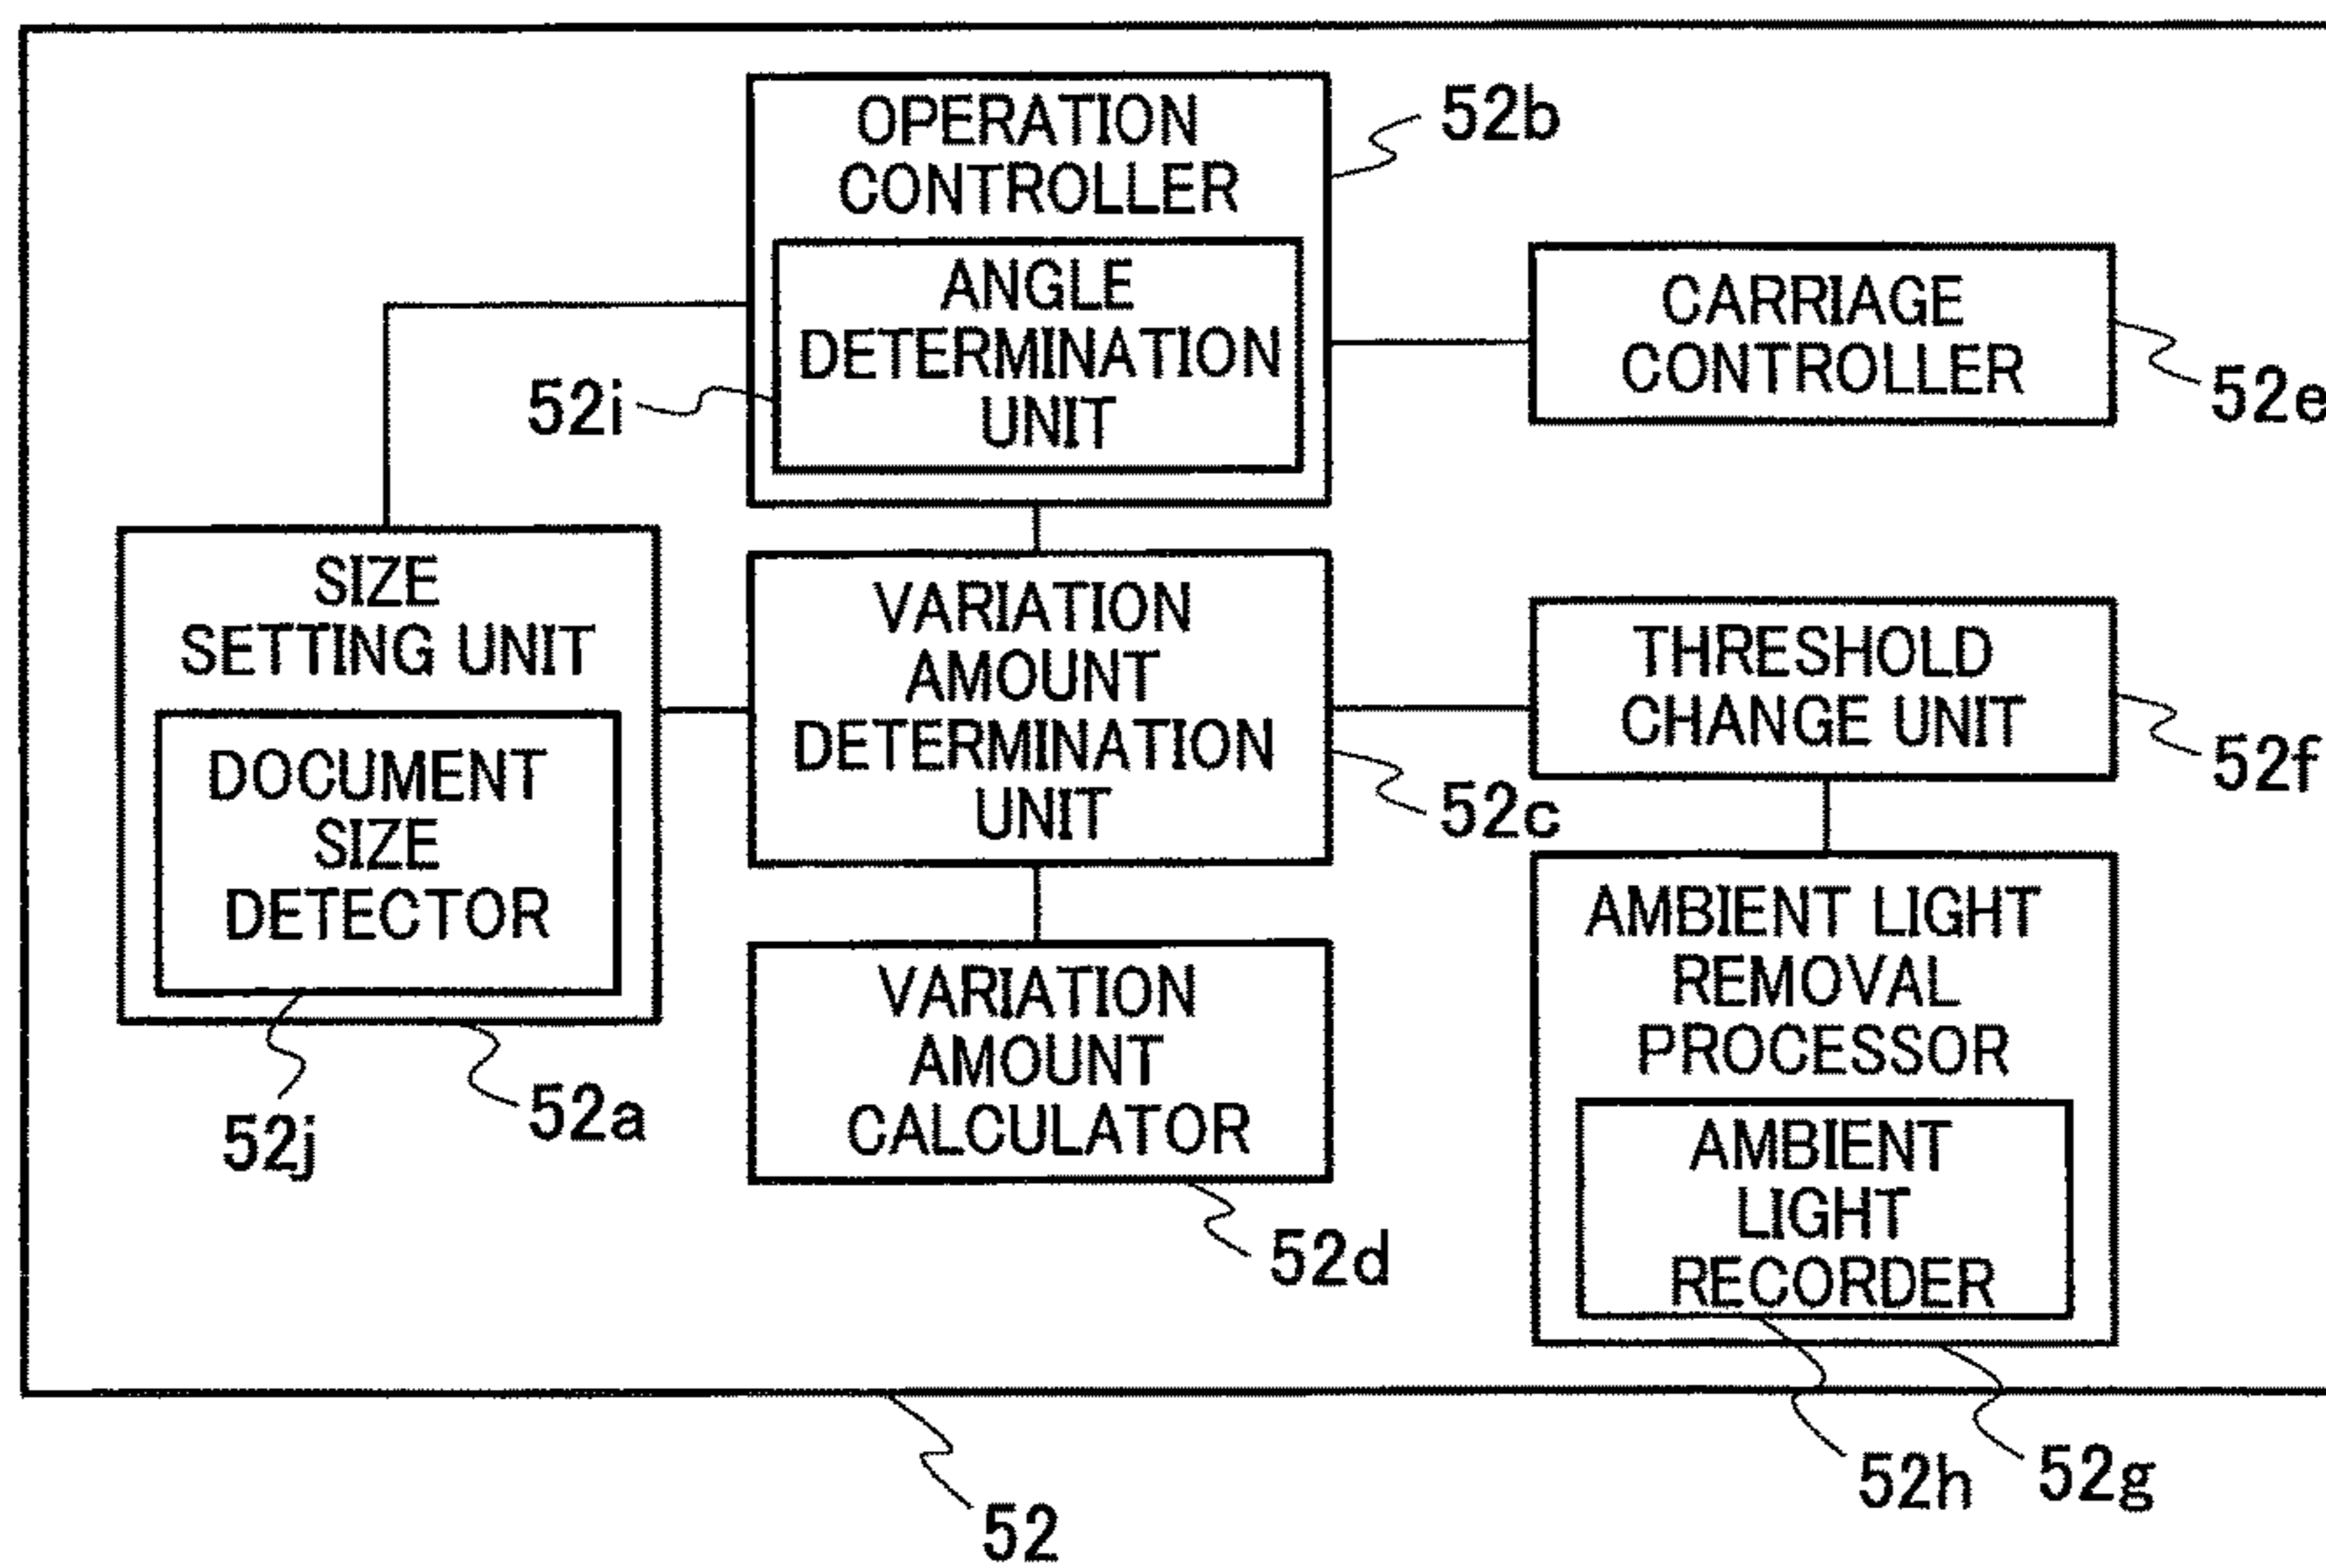 OPERATION
CONTROLLER
52b
ANGLE
DETERMINATION
UNIT
52i
CARRIAGE
CONTROLLER
52e
SIZE
SETTING UNIT
DOCUMENT
SIZE
DETECTOR
52j
52a
VARIATION
AMOUNT
DETERMINATION
UNIT
52c
THRESHOLD
CHANGE UNIT
52f
VARIATION
AMOUNT
CALCULATOR
52d
AMBIENT LIGHT
REMOVAL
PROCESSOR
AMBIENT
LIGHT
RECORDER
52h
52g
52